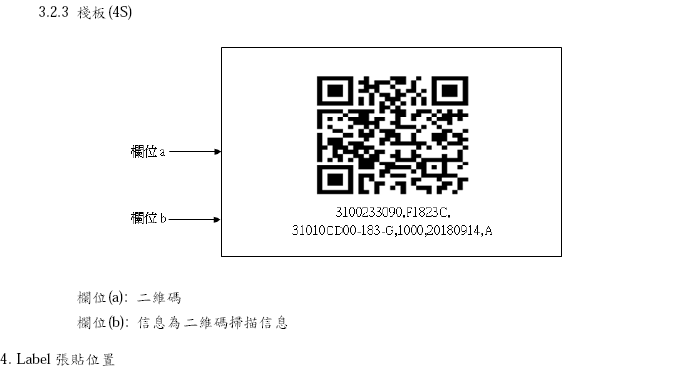 3.2.3 棧板(4S)
欄位a
欄位b
3100233090,F1823C,
31010CD00-183-G,1000,20180914,A
欄位(a): 二維碼
欄位(b): 信息為二維碼掃描信息
4. Label 張貼位置